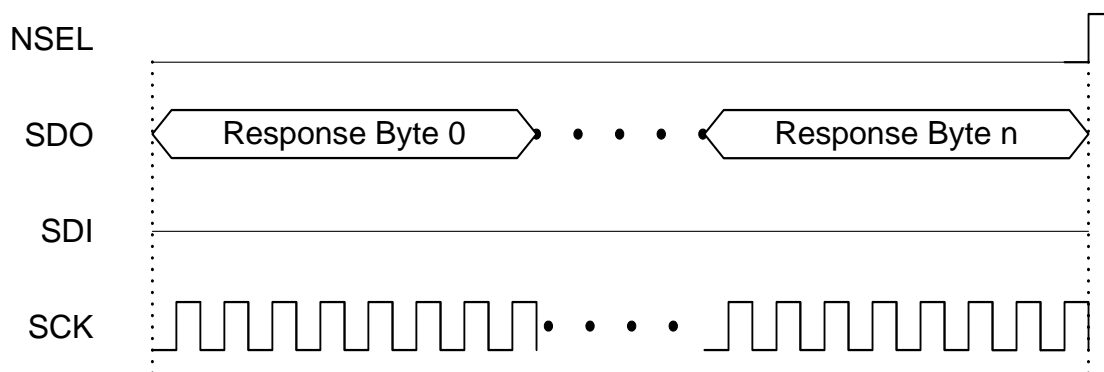 NSEL
SDO Response Byte 0 Response Byte n
SDI
SCK